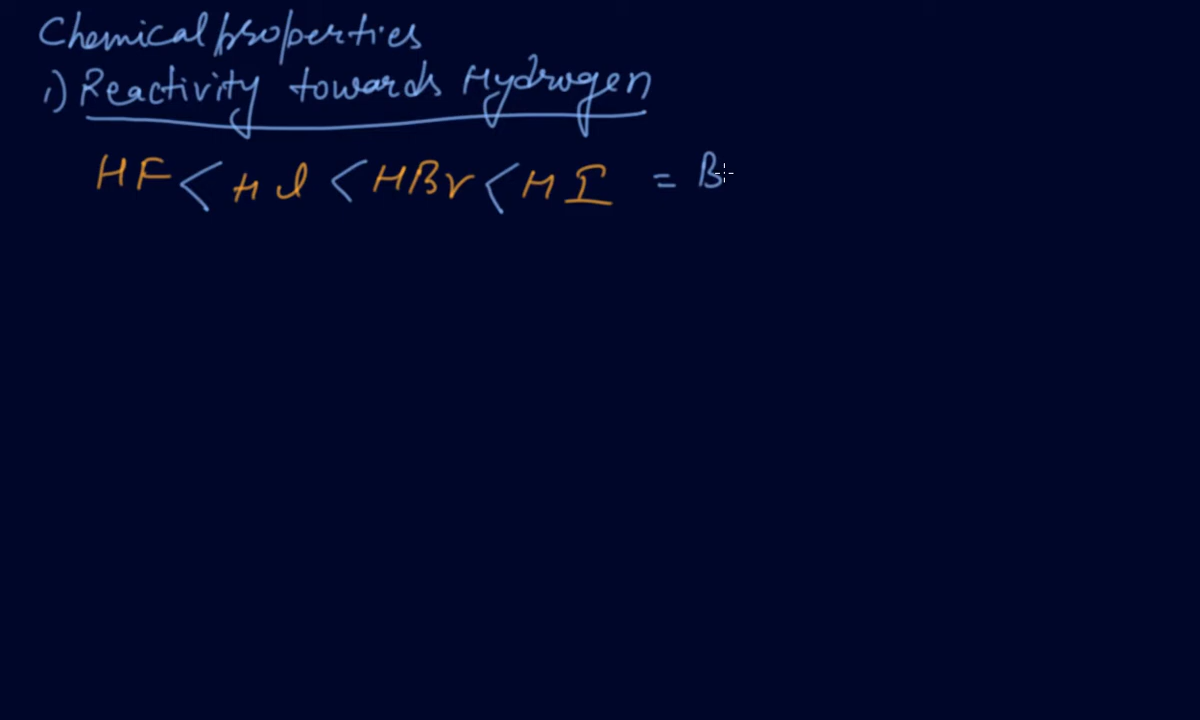 Chemical properties
1) Reactivity towards Hydrogen
HF < HCl < HBr < HI = B